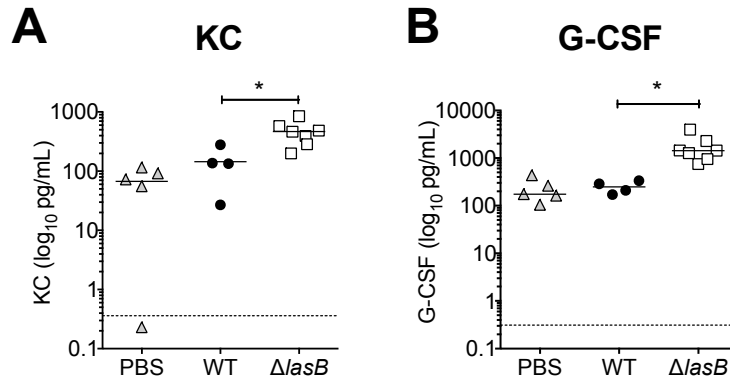 A
KC
*
KC (log10 pg/mL)
1000
100
10
1
0.1
PBS
WT
ΔlasB
B
G-CSF
*
G-CSF (log10 pg/mL)
10000
1000
100
10
1
0.1
PBS
WT
ΔlasB